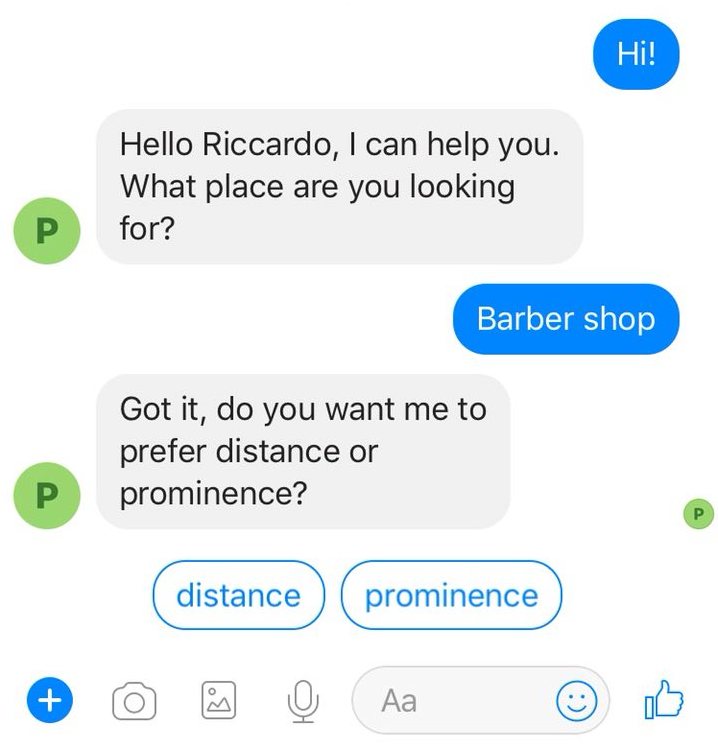 Hi!
Hello Riccardo, I can help you.
What place are you looking
for?
P
Barber shop
Got it, do you want me to
prefer distance or
prominence?
P
P
distance
prominence
Aa